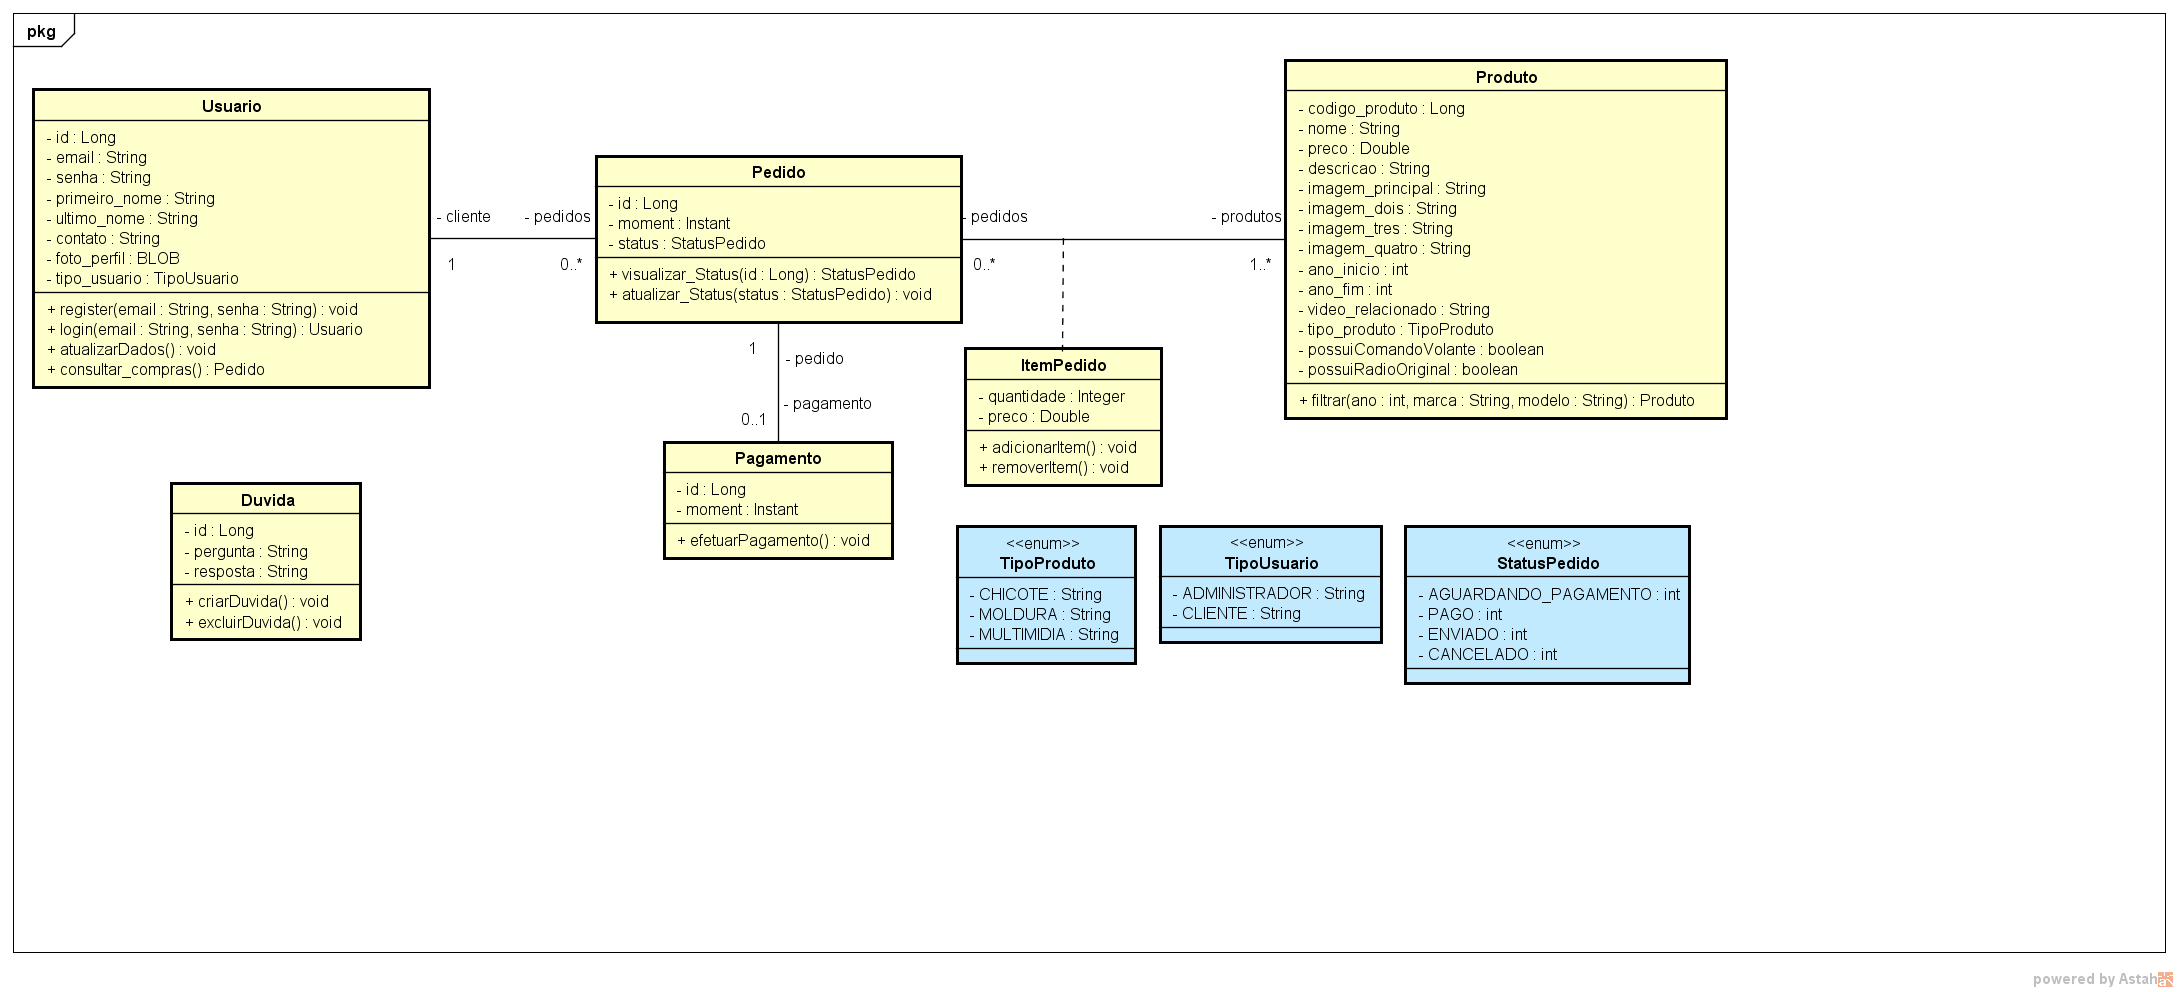 pkg
Usuario
- id : Long
- email : String
- senha : String
- primeiro_nome : String
- ultimo_nome : String
- contato : String
- foto_perfil : BLOB
- tipo_usuario : TipoUsuario
+ register(email : String, senha : String) : void
+ login(email : String, senha : String) : Usuario
+ atualizarDados() : void
+ consultar_compras() : Pedido
- cliente
- pedidos
1
0..*
Pedido
- id : Long
- moment : Instant
- status : StatusPedido
+ visualizar_Status(id : Long) : StatusPedido
+ atualizar_Status(status : StatusPedido) : void
- pedidos
- produtos
0..*
1..*
Produto
- codigo_produto : Long
- nome : String
- preco : Double
- descricao : String
- imagem_principal : String
- imagem_dois : String
- imagem_tres : String
- imagem_quatro : String
- ano_inicio : int
- ano_fim : int
- video_relacionado : String
- tipo_produto : TipoProduto
- possuiComandoVolante : boolean
- possuiRadioOriginal : boolean
+ filtrar(ano : int, marca : String, modelo : String) : Produto
1
- pedido
- pagamento
0..1
ItemPedido
- quantidade : Integer
- preco : Double
+ adicionarItem() : void
+ removerItem() : void
Pagamento
- id : Long
- moment : Instant
+ efetuarPagamento() : void
Duvida
- id : Long
- pergunta : String
- resposta : String
+ criarDuvida() : void
+ excluirDuvida() : void
<<enum>>
TipoProduto
- CHICOTE : String
- MOLDURA : String
- MULTIMIDIA : String
<<enum>>
TipoUsuario
- ADMINISTRADOR : String
- CLIENTE : String
<<enum>>
StatusPedido
- AGUARDANDO_PAGAMENTO : int
- PAGO : int
- ENVIADO : int
- CANCELADO : int
powered by Astah